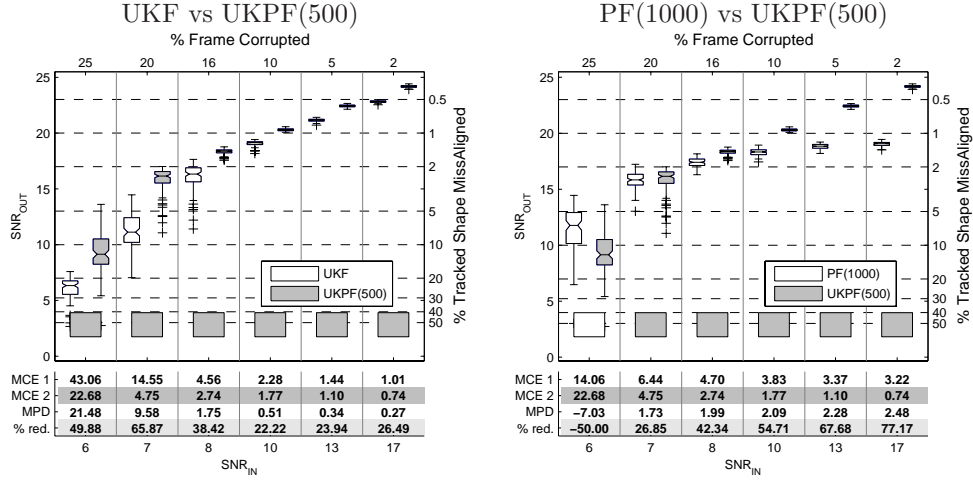 UKF vs UKPF(500)
% Frame Corrupted
25 20 16 10 5 2
25
20
15
10
5
0
SNR_OUT
0.5
1
2
5
10
20
30
40
50
% Tracked Shape MissAligned
UKF
UKPF(500)
MCE 1 43.06 14.55 4.56 2.28 1.44 1.01
MCE 2 22.68 4.75 2.74 1.77 1.10 0.74
MPD 21.48 9.58 1.75 0.51 0.34 0.27
% red. 49.88 65.87 38.42 22.22 23.94 26.49
6 7 8 10 13 17
SNR_IN
PF(1000) vs UKPF(500)
% Frame Corrupted
25 20 16 10 5 2
25
20
15
10
5
0
SNR_OUT
0.5
1
2
5
10
20
30
40
50
% Tracked Shape MissAligned
PF(1000)
UKPF(500)
MCE 1 14.06 6.44 4.70 3.83 3.37 3.22
MCE 2 22.68 4.75 2.74 1.77 1.10 0.74
MPD −7.03 1.73 1.99 2.09 2.28 2.48
% red. −50.00 26.85 42.34 54.71 67.68 77.17
6 7 8 10 13 17
SNR_IN